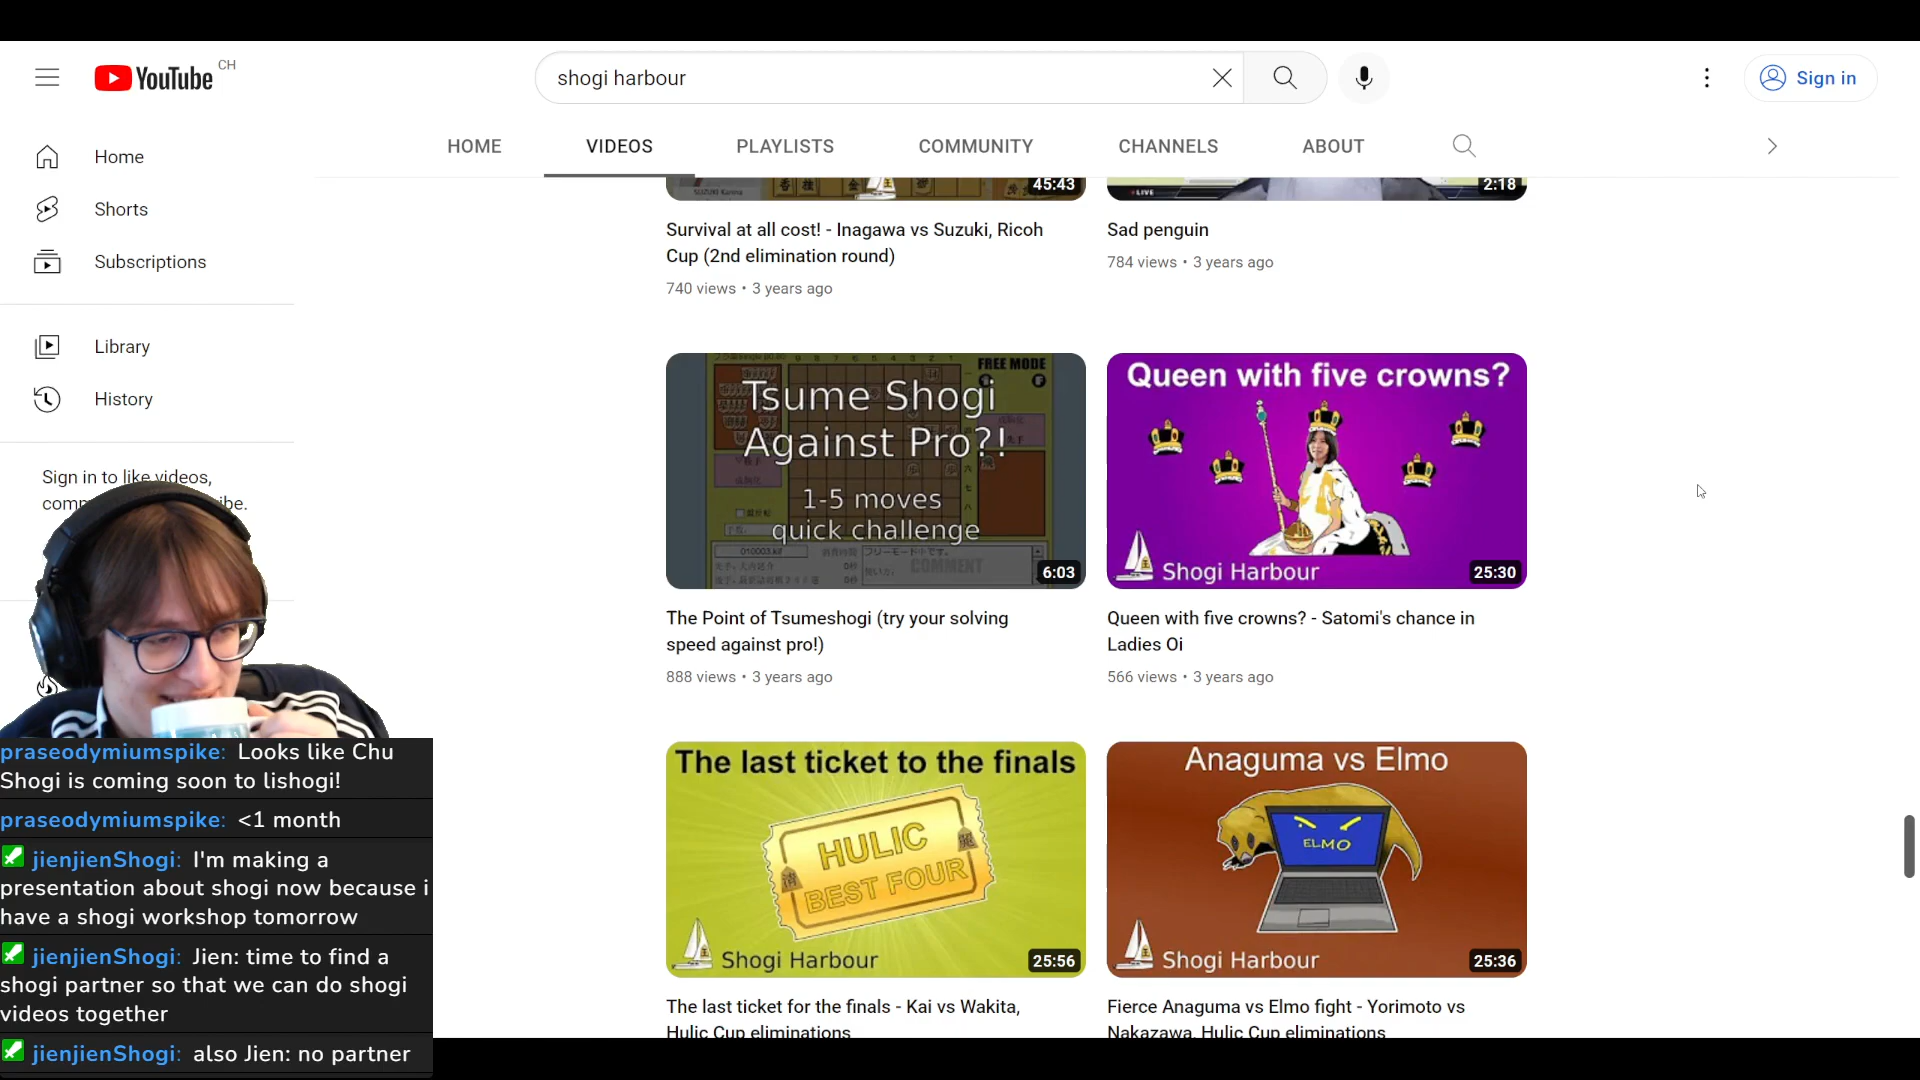 YouTube CH
shogi harbour
Sign in
HOME VIDEOS PLAYLISTS COMMUNITY CHANNELS ABOUT
Home
Shorts
Subscriptions
Library
History
Sign in to like videos,
45:43
LIVE
2:18
Survival at all cost! - Inagawa vs Suzuki, Ricoh
Cup (2nd elimination round)
740 views • 3 years ago
Sad penguin
784 views • 3 years ago
FREE MODE
Tsume Shogi
Against Pro?!
1-5 moves
quick challenge
COMMENT
6:03
Queen with five crowns?
Shogi Harbour
25:30
The Point of Tsumeshogi (try your solving
speed against pro!)
888 views • 3 years ago
Queen with five crowns? - Satomi's chance in
Ladies Oi
566 views • 3 years ago
The last ticket to the finals
HULIC
BEST FOUR
Shogi Harbour
25:56
Anaguma vs Elmo
ELMO
Shogi Harbour
25:36
The last ticket for the finals - Kai vs Wakita,
Hulic Cup eliminations
Fierce Anaguma vs Elmo fight - Yorimoto vs
Nakazawa, Hulic Cup eliminations
praseodymiumspike: Looks like Chu
Shogi is coming soon to lishogi!
praseodymiumspike: <1 month
jienjienShogi: I'm making a
presentation about shogi now because i
have a shogi workshop tomorrow
jienjienShogi: Jien: time to find a
shogi partner so that we can do shogi
videos together
jienjienShogi: also Jien: no partner